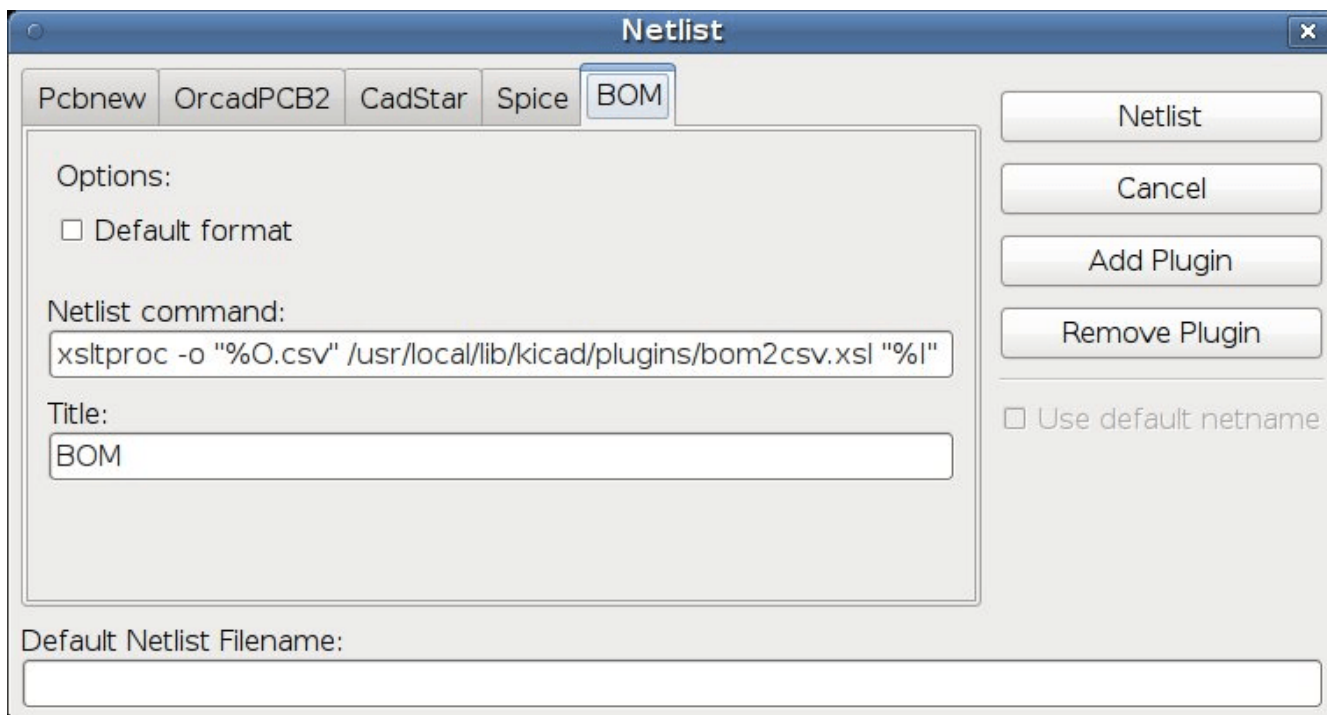 Netlist
Pcbnew OrcadPCB2 CadStar Spice BOM
Netlist
Options:
Cancel
Default format
Add Plugin
Netlist command:
Remove Plugin
xsltproc -o "%O.csv" /usr/local/lib/kicad/plugins/bom2csv.xsl "%I"
Title:
Use default netname
BOM
Default Netlist Filename: